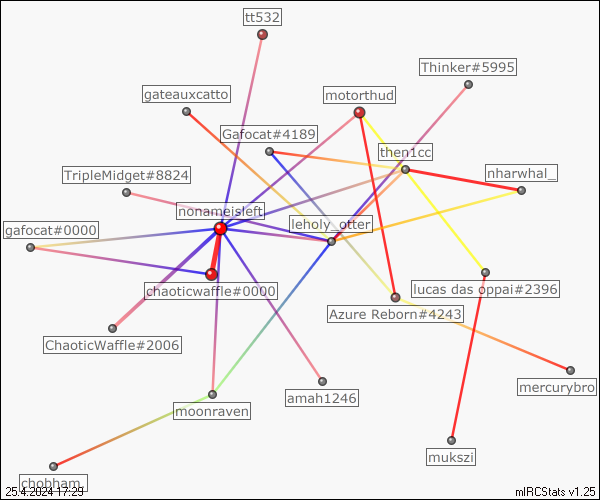 tt532
Thinker#5995
gateauxcatto
motorthud
Gafocat#4189
then1cc
TripleMidget#8824
nharwhal_
nonameisleft
leholy_otter
gafocat#0000
chaoticwaffle#0000
lucas das oppai#2396
Azure Reborn#4243
ChaoticWaffle#2006
mercurybro
amah1246
moonraven
mukszi
chobham_
25.4.2024 17:29
mIRCStats v1.25